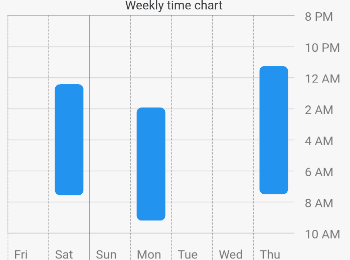 Weekly time chart
8 PM
10 PM
12 AM
2 AM
4 AM
6 AM
8 AM
10 AM
Fri Sat Sun Mon Tue Wed Thu